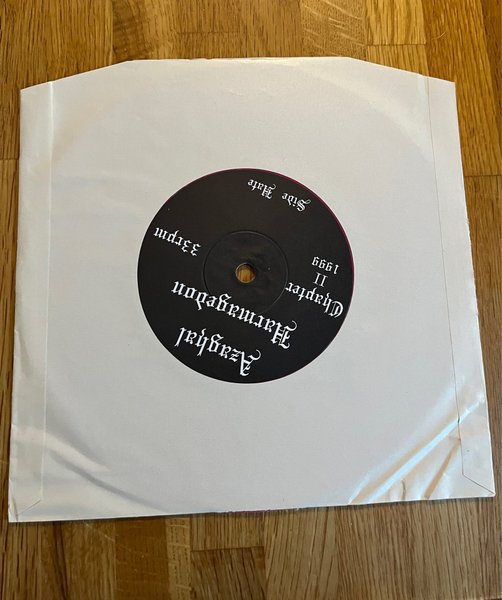 Azaghal
Harmagedon
Chapter
II
1999
33rpm
Side Hate